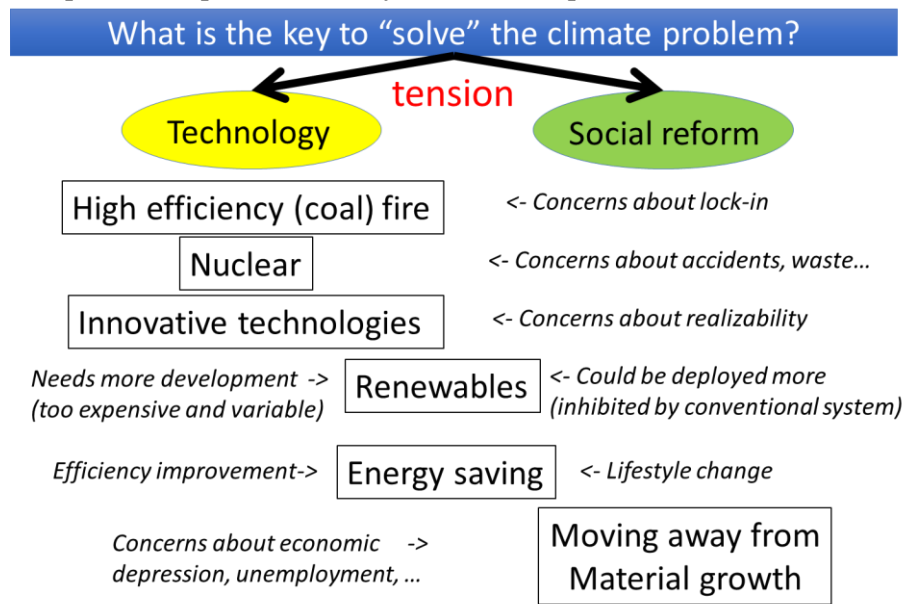 What is the key to “solve” the climate problem?
tension
Technology
Social reform
High efficiency (coal) fire
<- Concerns about lock-in
Nuclear
<- Concerns about accidents, waste...
Innovative technologies
<- Concerns about realizability
Needs more development ->
(too expensive and variable)
Renewables
<- Could be deployed more
(inhibited by conventional system)
Efficiency improvement->
Energy saving
<- Lifestyle change
Concerns about economic ->
depression, unemployment, ...
Moving away from
Material growth